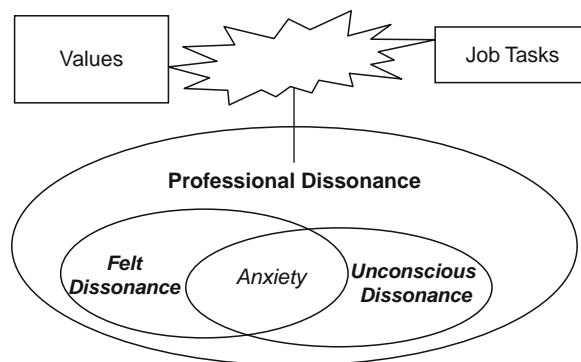 Values
Job Tasks
Professional Dissonance
Felt
Dissonance
Anxiety
Unconscious
Dissonance